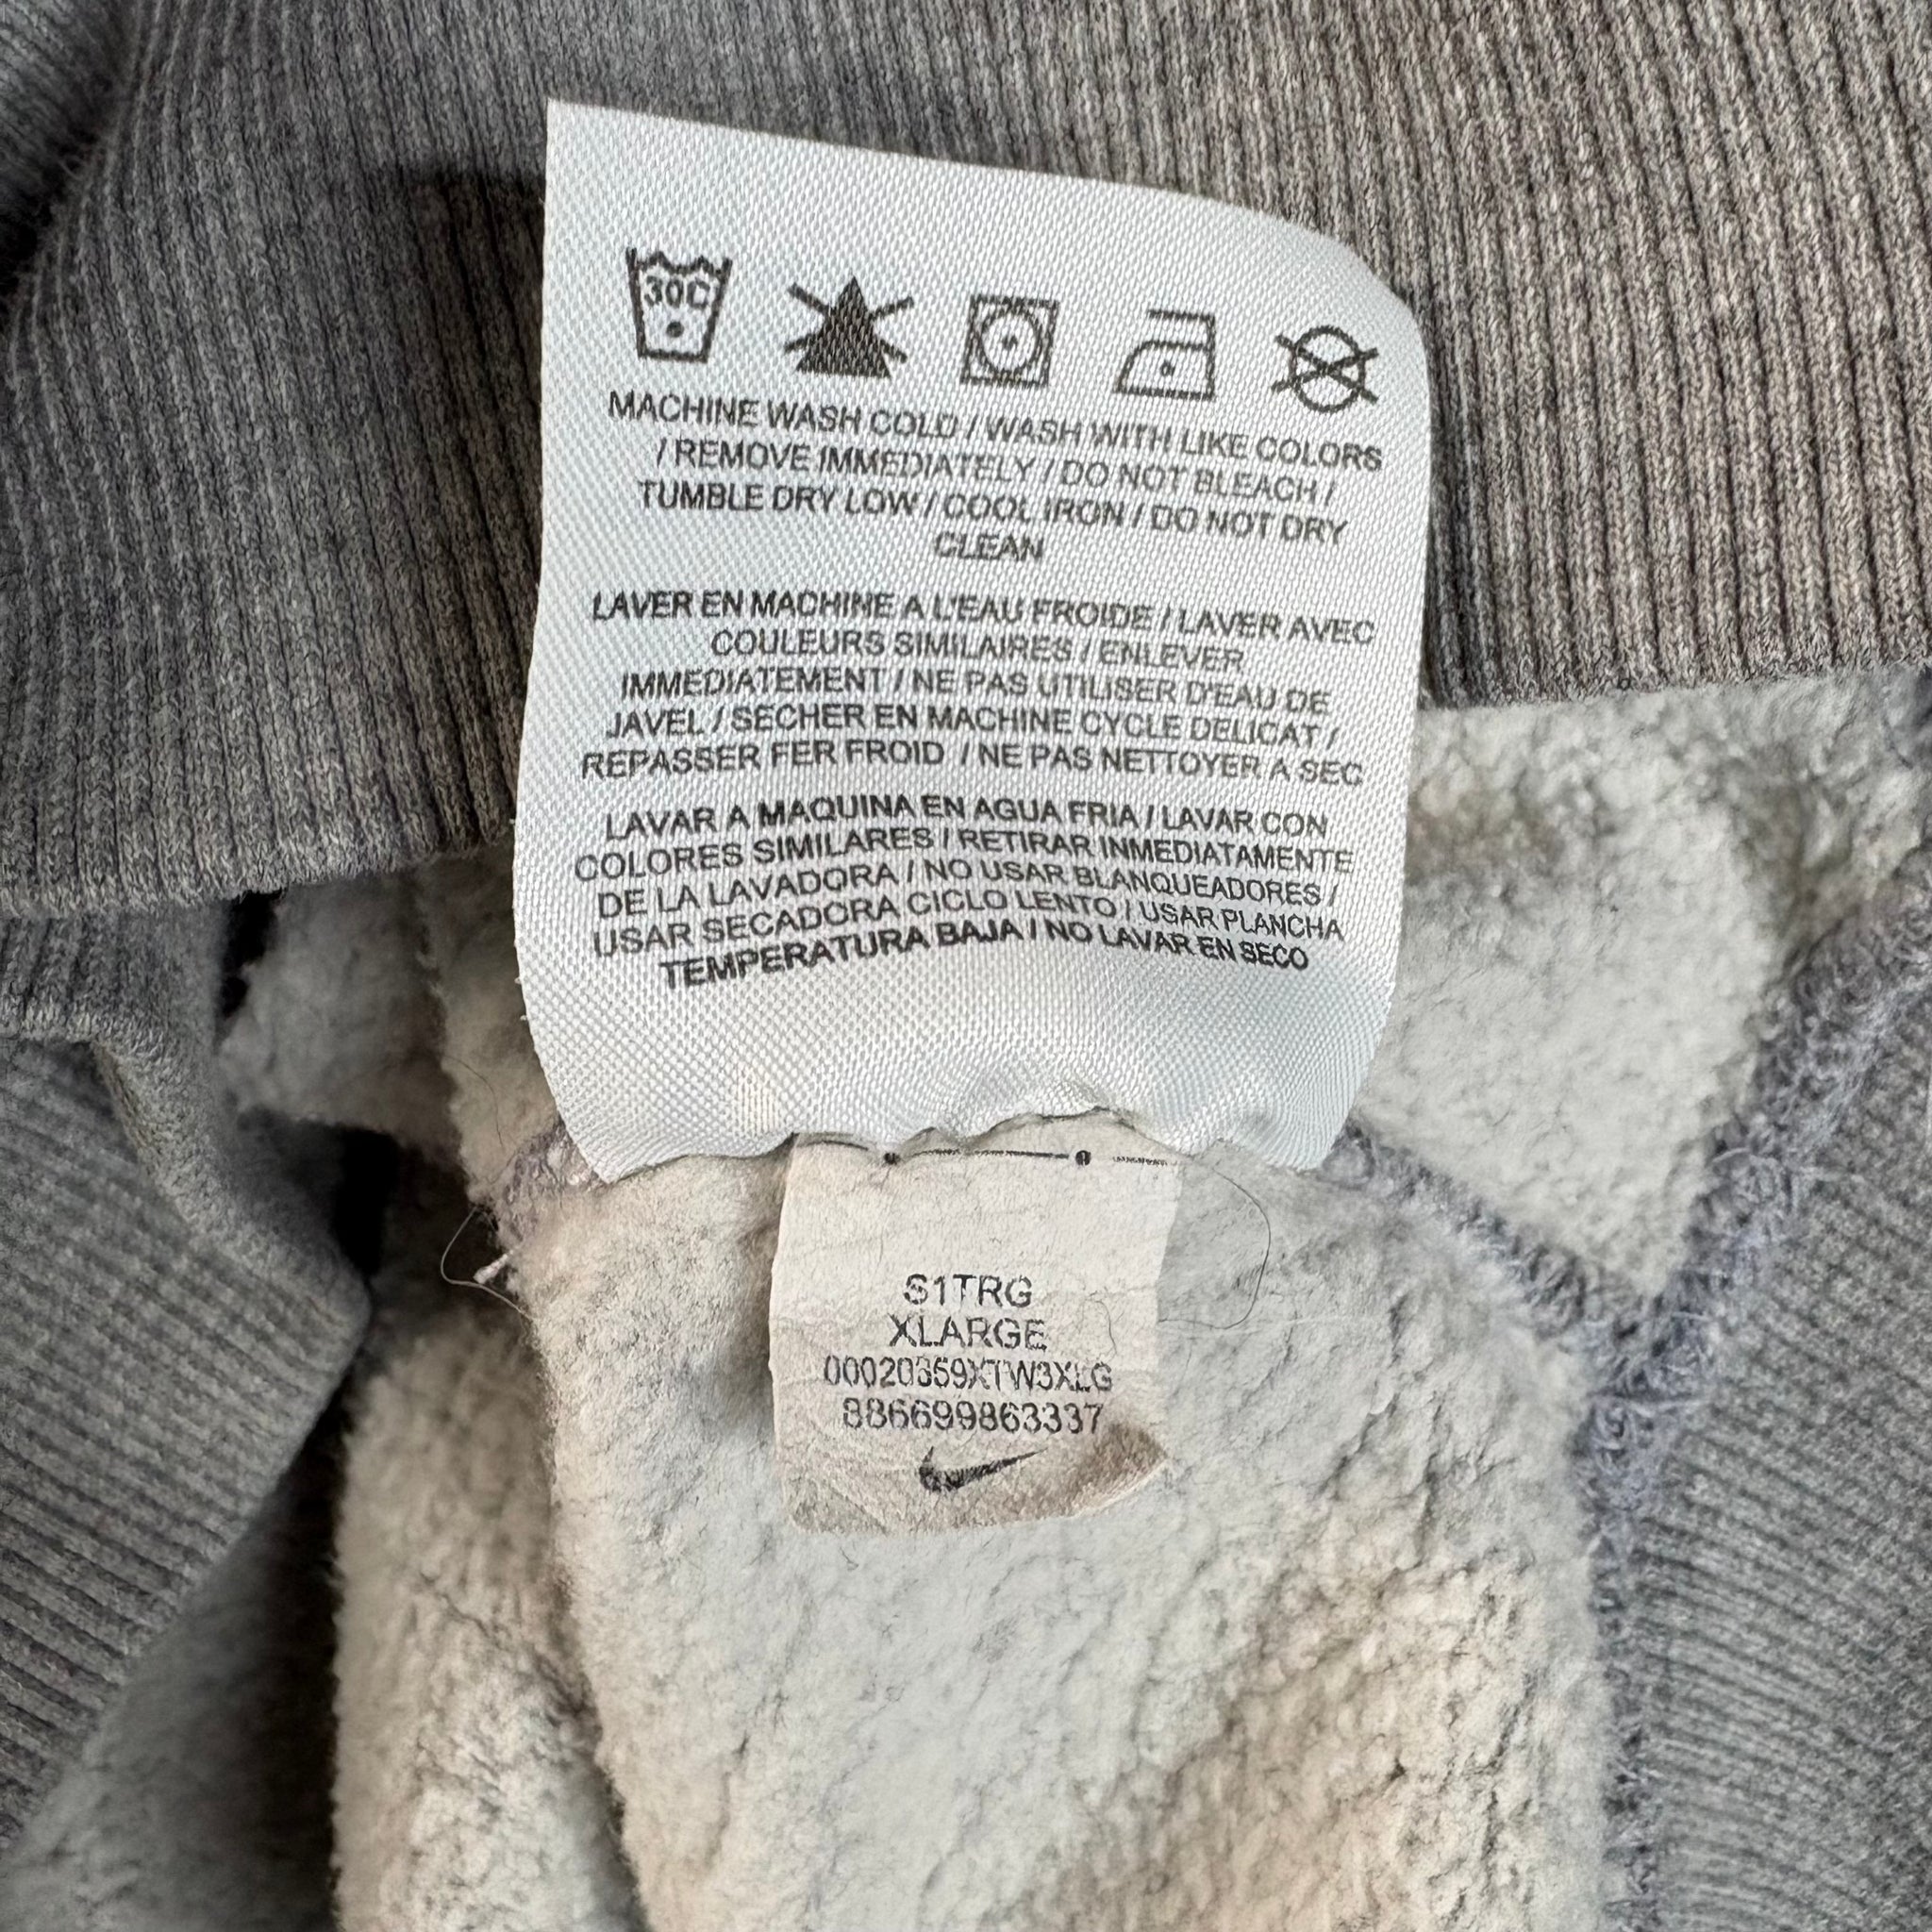 30C
MACHINE WASH COLD / WASH WITH LIKE COLORS
/ REMOVE IMMEDIATELY / DO NOT BLEACH /
TUMBLE DRY LOW / COOL IRON / DO NOT DRY
CLEAN
LAVER EN MACHINE A L'EAU FROIDE / LAVER AVEC
COULEURS SIMILAIRES / ENLEVER
IMMEDIATEMENT / NE PAS UTILISER D'EAU DE
JAVEL / SECHER EN MACHINE CYCLE DELICAT /
REPASSER FER FROID / NE PAS NETTOYER A SEC
LAVAR A MAQUINA EN AGUA FRIA / LAVAR CON
COLORES SIMILARES / RETIRAR INMEDIATAMENTE
DE LA LAVADORA / NO USAR BLANQUEADORES /
USAR SECADORA CICLO LENTO / USAR PLANCHA
TEMPERATURA BAJA / NO LAVAR EN SECO
S1TRG
XLARGE
886699863337